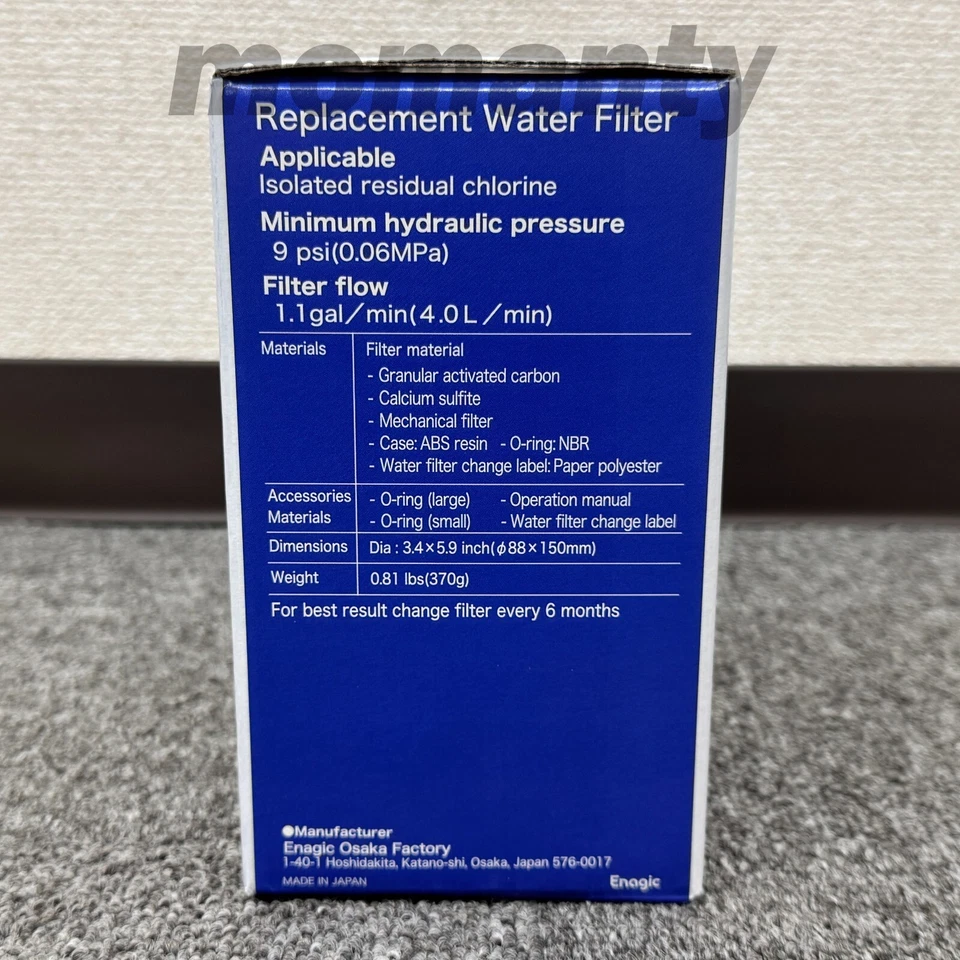 momanty
Replacement Water Filter
Applicable
Isolated residual chlorine
Minimum hydraulic pressure
9 psi(0.06MPa)
Filter flow
1.1gal/min(4.0L/min)
Materials
Filter material
- Granular activated carbon
- Calcium sulfite
- Mechanical filter
- Case: ABS resin - O-ring: NBR
- Water filter change label: Paper polyester
Accessories Materials
- O-ring (large) - Operation manual
- O-ring (small) - Water filter change label
Dimensions Dia : 3.4×5.9 inch(ϕ88×150mm)
Weight 0.81 lbs(370g)
For best result change filter every 6 months
●Manufacturer
Enagic Osaka Factory
1-40-1 Hoshidakita, Katano-shi, Osaka, Japan 576-0017
MADE IN JAPAN Enagic